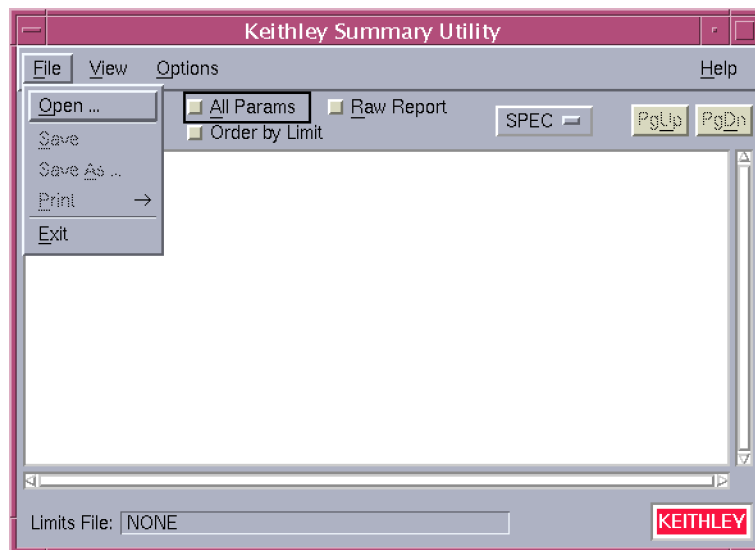 Keithley Summary Utility
File View Options Help
Open ...
Save
Save As ...
Print
Exit
All Params
Raw Report
Order by Limit
SPEC
PgUp
PgDn
Limits File: NONE
KEITHLEY